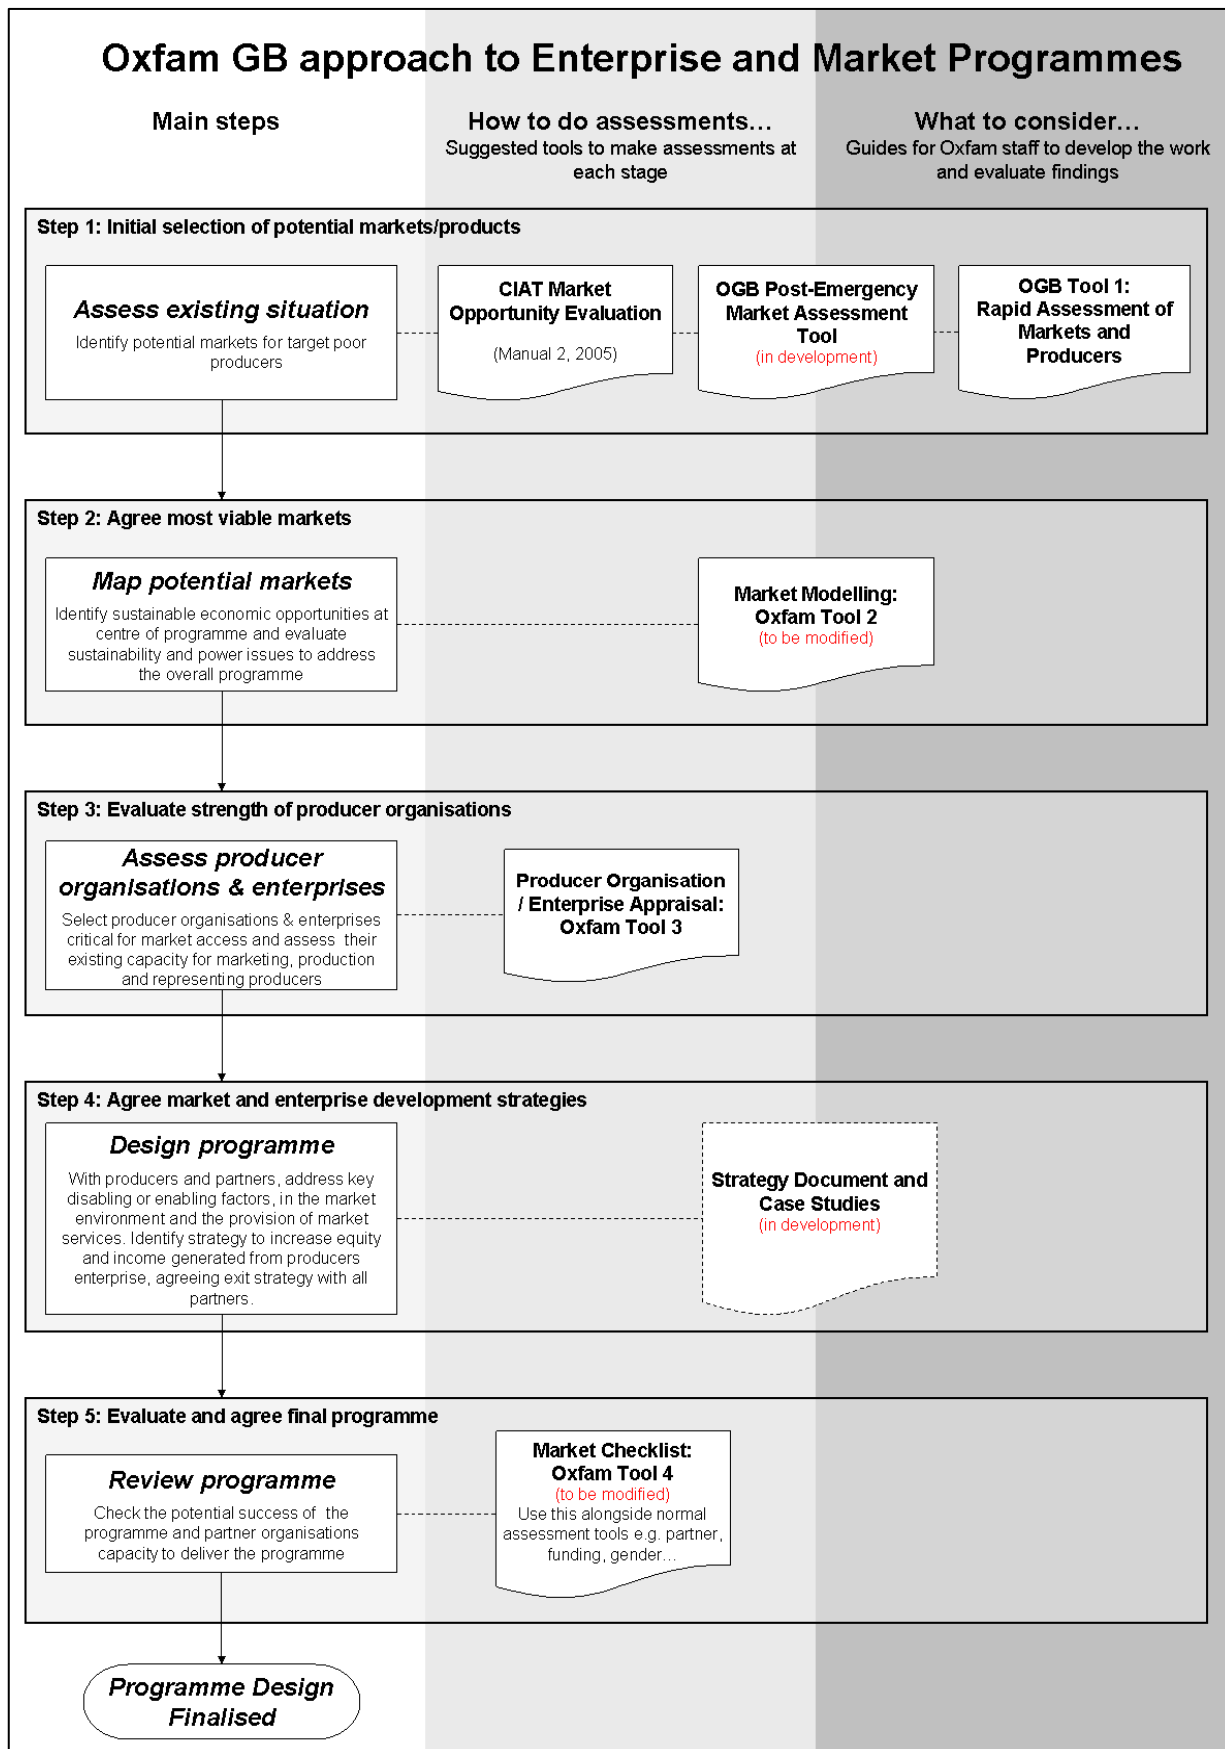 Oxfam GB approach to Enterprise and Market Programmes
Main steps
How to do assessments...
Suggested tools to make assessments at
each stage
What to consider...
Guides for Oxfam staff to develop the work
and evaluate findings
Step 1: Initial selection of potential markets/products
Assess existing situation
Identify potential markets for target poor
producers
CIAT Market
Opportunity Evaluation
(Manual 2, 2005)
OGB Post-Emergency
Market Assessment
Tool
(in development)
OGB Tool 1:
Rapid Assessment of
Markets and
Producers
Step 2: Agree most viable markets
Map potential markets
Identify sustainable economic opportunities at
centre of programme and evaluate
sustainability and power issues to address
the overall programme
Market Modelling:
Oxfam Tool 2
(to be modified)
Step 3: Evaluate strength of producer organisations
Assess producer
organisations & enterprises
Select producer organisations & enterprises
critical for market access and assess their
existing capacity for marketing, production
and representing producers
Producer Organisation
/ Enterprise Appraisal:
Oxfam Tool 3
Step 4: Agree market and enterprise development strategies
Design programme
With producers and partners, address key
disabling or enabling factors, in the market
environment and the provision of market
services. Identify strategy to increase equity
and income generated from producers
enterprise, agreeing exit strategy with all
partners.
Strategy Document and
Case Studies
(in development)
Step 5: Evaluate and agree final programme
Review programme
Check the potential success of the
programme and partner organisations
capacity to deliver the programme
Market Checklist:
Oxfam Tool 4
(to be modified)
Use this alongside normal
assessment tools e.g. partner,
funding, gender...
Programme Design
Finalised